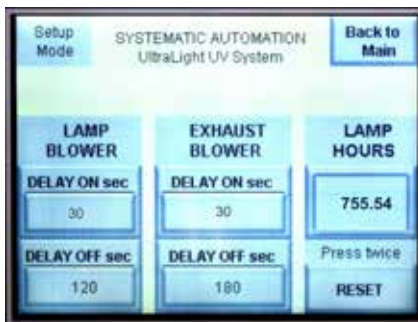 Setup
Mode
SYSTEMATIC AUTOMATION
UltraLight UV System
Back to
Main
LAMP
BLOWER
DELAY ON sec
30
DELAY OFF sec
120
EXHAUST
BLOWER
DELAY ON sec
30
DELAY OFF sec
180
LAMP
HOURS
755.54
Press twice
RESET